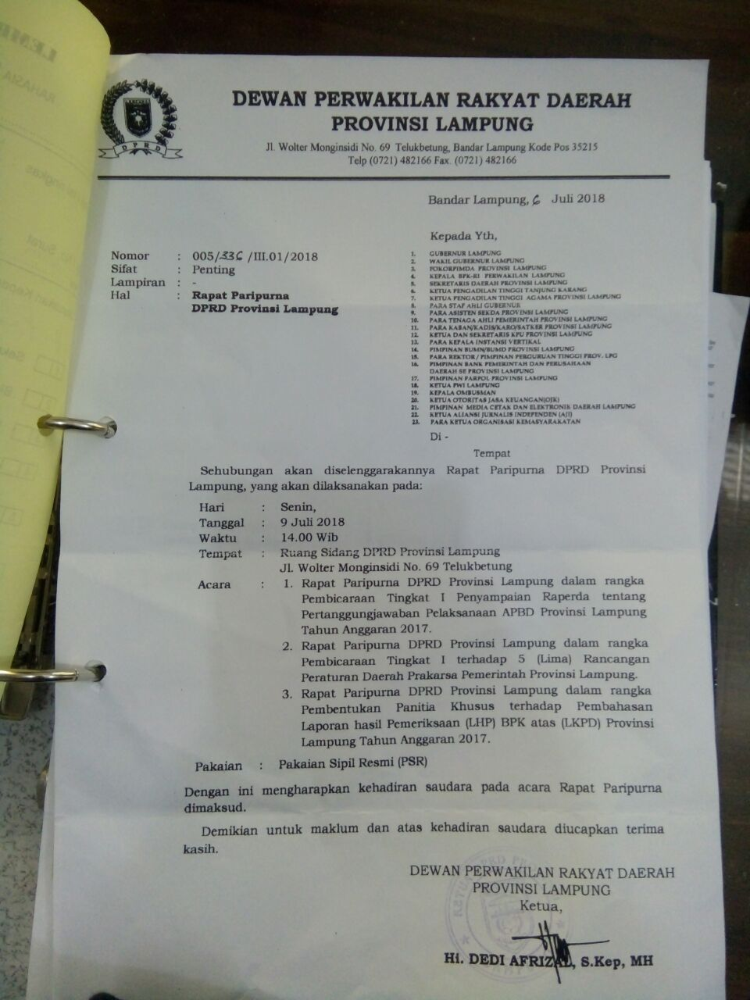 DEWAN PERWAKILAN RAKYAT DAERAH
PROVINSI LAMPUNG
Jl. Wolter Monginsidi No. 69 Telukbetung, Bandar Lampung Kode Pos 35215
Telp (0721) 482166 Fax. (0721) 482166
DPRD
Bandar Lampung, 6 Juli 2018
Kepada Yth,
Nomor : 005/336/III.01/2018
Sifat : Penting
Lampiran : -
Hal : Rapat Paripurna
DPRD Provinsi Lampung
1. GUBERNUR LAMPUNG
2. WAKIL GUBERNUR LAMPUNG
3. FOKORPIMDA PROVINSI LAMPUNG
4. KEPALA BPK-RI PERWAKILAN LAMPUNG
5. SEKRETARIS DAERAH PROVINSI LAMPUNG
6. KETUA PENGADILAN TINGGI TANJUNG KARANG
7. KETUA PENGADILAN TINGGI AGAMA PROVINSI LAMPUNG
8. PARA STAF AHLI GUBERNUR
9. PARA ASISTEN SEKDA PROVINSI LAMPUNG
10. PARA TENAGA AHLI PEMERINTAH PROVINSI LAMPUNG
11. PARA KABAN/KADIS/KARO/SATKER PROVINSI LAMPUNG
12. KETUA DAN SEKRETARIS KPU PROVINSI LAMPUNG
13. PARA KEPALA INSTANSI VERTIKAL
14. PIMPINAN BUMN/BUMD PROVINSI LAMPUNG
15. PARA REKTOR / PIMPINAN PERGURUAN TINGGI PROV. LPG
16. PIMPINAN BANK PEMERINTAH DAN PERUSAHAAN
DAERAH SE PROVINSI LAMPUNG
17. PIMPINAN PARPOL PROVINSI LAMPUNG
18. KETUA PWI LAMPUNG
19. KEPALA OMBUSMAN
20. KETUA OTORITAS JASA KEUANGAN(OJK)
21. PIMPINAN MEDIA CETAK DAN ELEKTRONIK DAERAH LAMPUNG
22. KETUA ALIANSI JURNALIS INDEPENDEN (AJI)
23. PARA KETUA ORGANISASI KEMASYARAKATAN
Di -
Tempat
Sehubungan akan diselenggarakannya Rapat Paripurna DPRD Provinsi
Lampung, yang akan dilaksanakan pada:
Hari : Senin,
Tanggal : 9 Juli 2018
Waktu : 14.00 Wib
Tempat : Ruang Sidang DPRD Provinsi Lampung
Jl. Wolter Monginsidi No. 69 Telukbetung
Acara : 1. Rapat Paripurna DPRD Provinsi Lampung dalam rangka
Pembicaraan Tingkat I Penyampaian Raperda tentang
Pertanggungjawaban Pelaksanaan APBD Provinsi Lampung
Tahun Anggaran 2017.
2. Rapat Paripurna DPRD Provinsi Lampung dalam rangka
Pembicaraan Tingkat I terhadap 5 (Lima) Rancangan
Peraturan Daerah Prakarsa Pemerintah Provinsi Lampung.
3. Rapat Paripurna DPRD Provinsi Lampung dalam rangka
Pembentukan Panitia Khusus terhadap Pembahasan
Laporan hasil Pemeriksaan (LHP) BPK atas (LKPD) Provinsi
Lampung Tahun Anggaran 2017.
Pakaian : Pakaian Sipil Resmi (PSR)
Dengan ini mengharapkan kehadiran saudara pada acara Rapat Paripurna
dimaksud.
Demikian untuk maklum dan atas kehadiran saudara diucapkan terima
kasih.
DEWAN PERWAKILAN RAKYAT DAERAH
PROVINSI LAMPUNG
Ketua,
Hi. DEDI AFRIZAL, S.Kep, MH